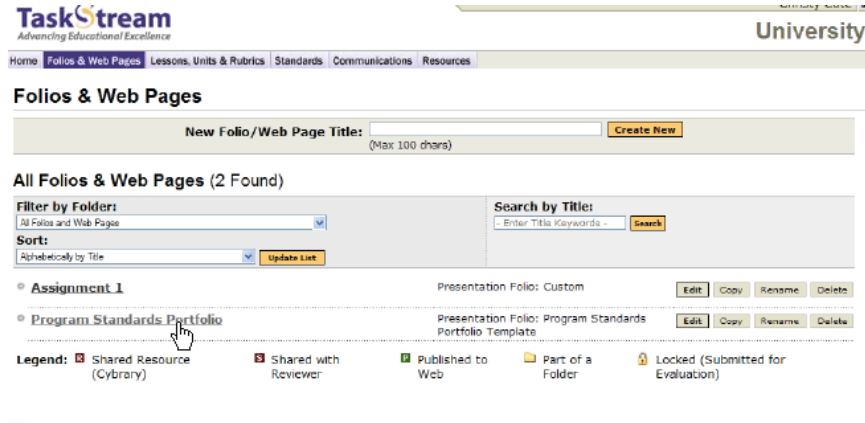 TaskStream
Advancing Educational Excellence
University
Home Folios & Web Pages Lessons, Units & Rubrics Standards Communications Resources
Folios & Web Pages
New Folio/Web Page Title: Create New
(Max 100 chars)
All Folios & Web Pages (2 Found)
Filter by Folder: Search by Title:
All Folios and Web Pages - Enter Title Keywords - Search
Sort:
Alphabetically by Title Update List
Assignment 1 Presentation Folio: Custom Edit Copy Rename Delete
Program Standards Portfolio Presentation Folio: Program Standards Edit Copy Rename Delete
Portfolio Template
Legend: R Shared Resource S Shared with P Published to Part of a Locked (Submitted for
(Cybrary) Reviewer Web Folder Evaluation)